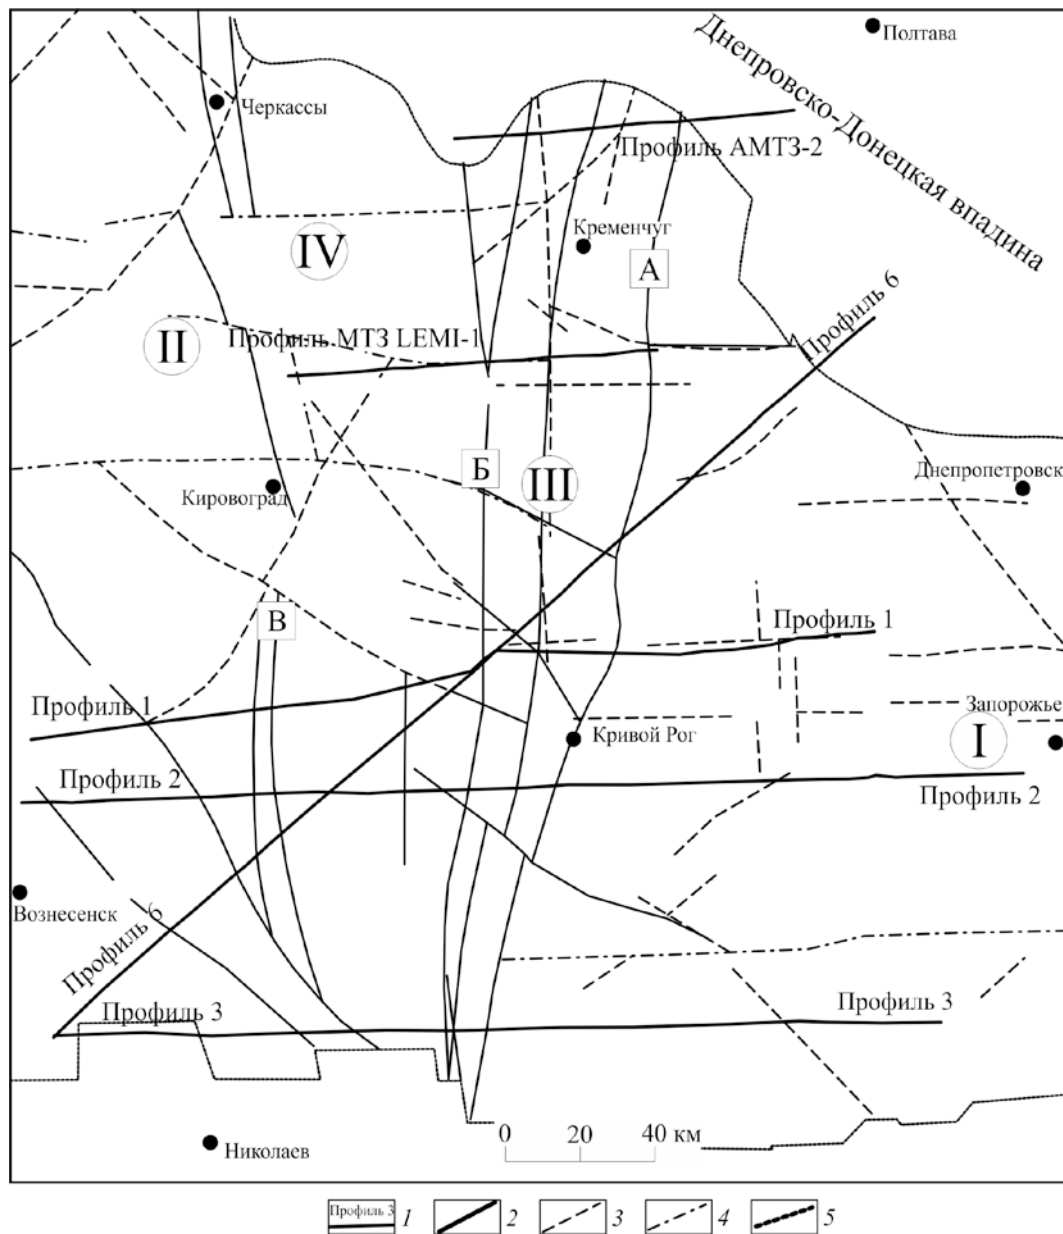 Полтава
Днепровско-Донецкая впадина
Черкассы
Профиль АМТЗ-2
Кременчуг
IV
А
Профиль 6
II
Профиль МТЗ LEMI-1
Б
III
Кировоград
Днепропетровск
В
Профиль 1
Профиль 1
Запорожье
I
Кривой Рог
Профиль 2
Профиль 2
Вознесенск
Профиль 6
Профиль 3
Профиль 3
Николаев
0 20 40 км
Профиль 3 1 2 3 4 5